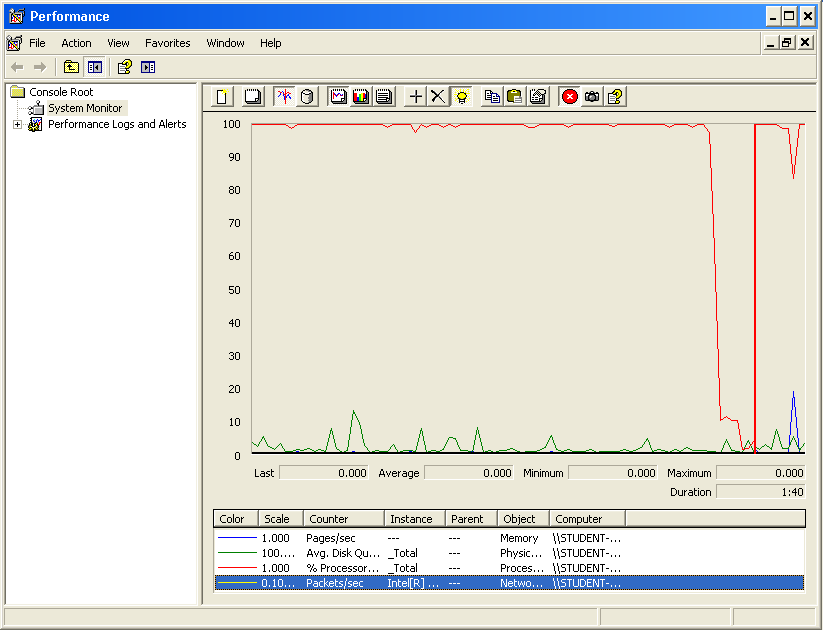 Performance
File Action View Favorites Window Help
Console Root
System Monitor
Performance Logs and Alerts
100
90
80
70
60
50
40
30
20
10
0
Last 0.000 Average 0.000 Minimum 0.000 Maximum 0.000
Duration 1:40
Color Scale Counter Instance Parent Object Computer
1.000 Pages/sec --- --- Memory \\STUDENT-...
100.... Avg. Disk Qu... _Total --- Physic... \\STUDENT-...
1.000 % Processor... _Total --- Proces... \\STUDENT-...
0.10... Packets/sec Intel[R] ... --- Netwo... \\STUDENT-...